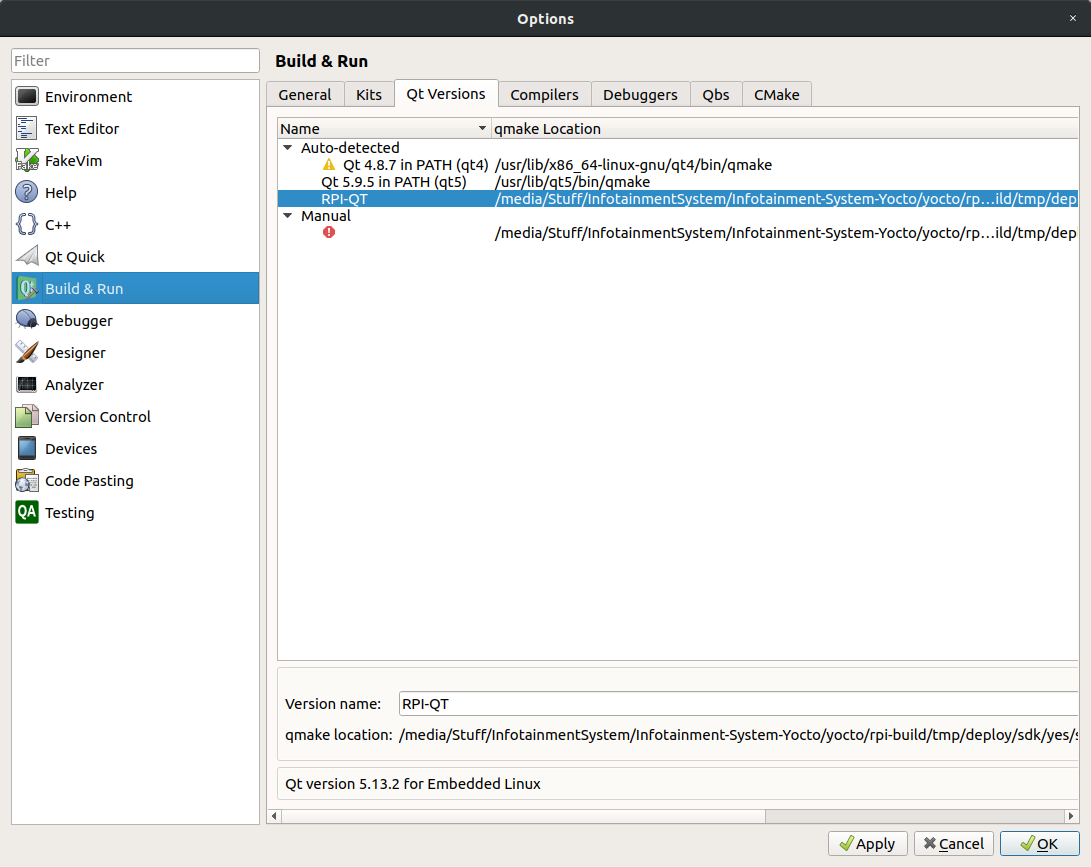 Options
Filter
Environment
Text Editor
FakeVim
Help
C++
Qt Quick
Build & Run
Debugger
Designer
Analyzer
Version Control
Devices
Code Pasting
QA Testing
Build & Run
General Kits Qt Versions Compilers Debuggers Qbs CMake
Name qmake Location
Auto-detected
Qt 4.8.7 in PATH (qt4) /usr/lib/x86_64-linux-gnu/qt4/bin/qmake
Qt 5.9.5 in PATH (qt5) /usr/lib/qt5/bin/qmake
RPI-QT /media/Stuff/InfotainmentSystem/Infotainment-System-Yocto/yocto/rp...ild/tmp/dep
Manual
/media/Stuff/InfotainmentSystem/Infotainment-System-Yocto/yocto/rp...ild/tmp/dep
Version name: RPI-QT
qmake location: /media/Stuff/InfotainmentSystem/Infotainment-System-Yocto/yocto/rpi-build/tmp/deploy/sdk/yes/s
Qt version 5.13.2 for Embedded Linux
Apply Cancel OK